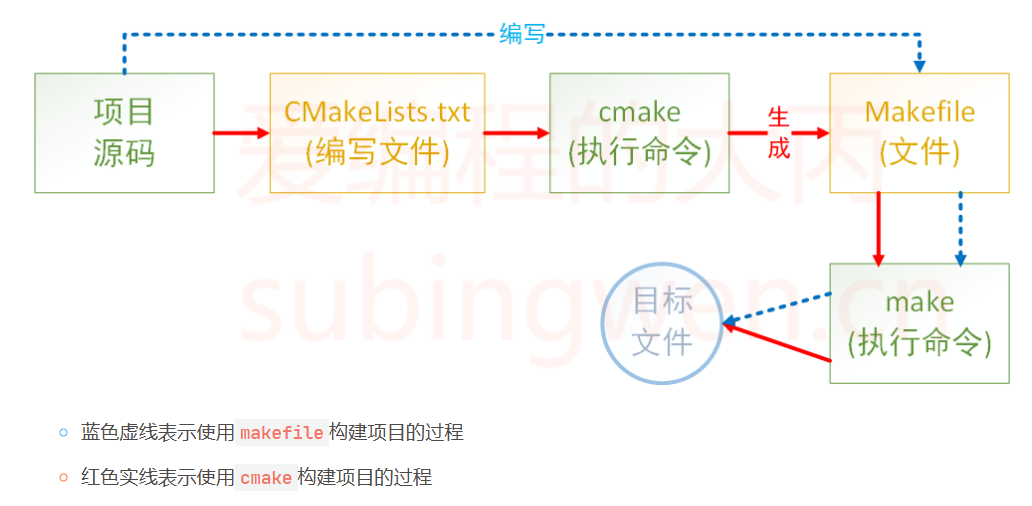 编写
项目
源码
CMakeLists.txt
(编写文件)
cmake
(执行命令)
生
成
Makefile
(文件)
目标
文件
make
(执行命令)
爱编程的大丙
subingwen.cn
蓝色虚线表示使用 makefile 构建项目的过程
红色实线表示使用 cmake 构建项目的过程